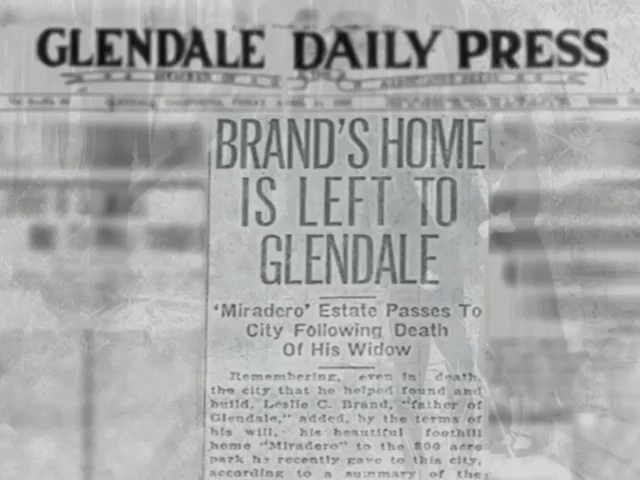 GLENDALE DAILY PRESS
BRAND'S HOME
IS LEFT TO
GLENDALE
'Miradero' Estate Passes To
City Following Death
Of His Widow
Remembering, even in death,
the city that he helped found and
build, Leslie C. Brand, "father of
Glendale," added, by the terms of
his will, his beautiful foothill
home "Miradero" to the 800 acre
park he recently gave to this city,
according to a summary of the